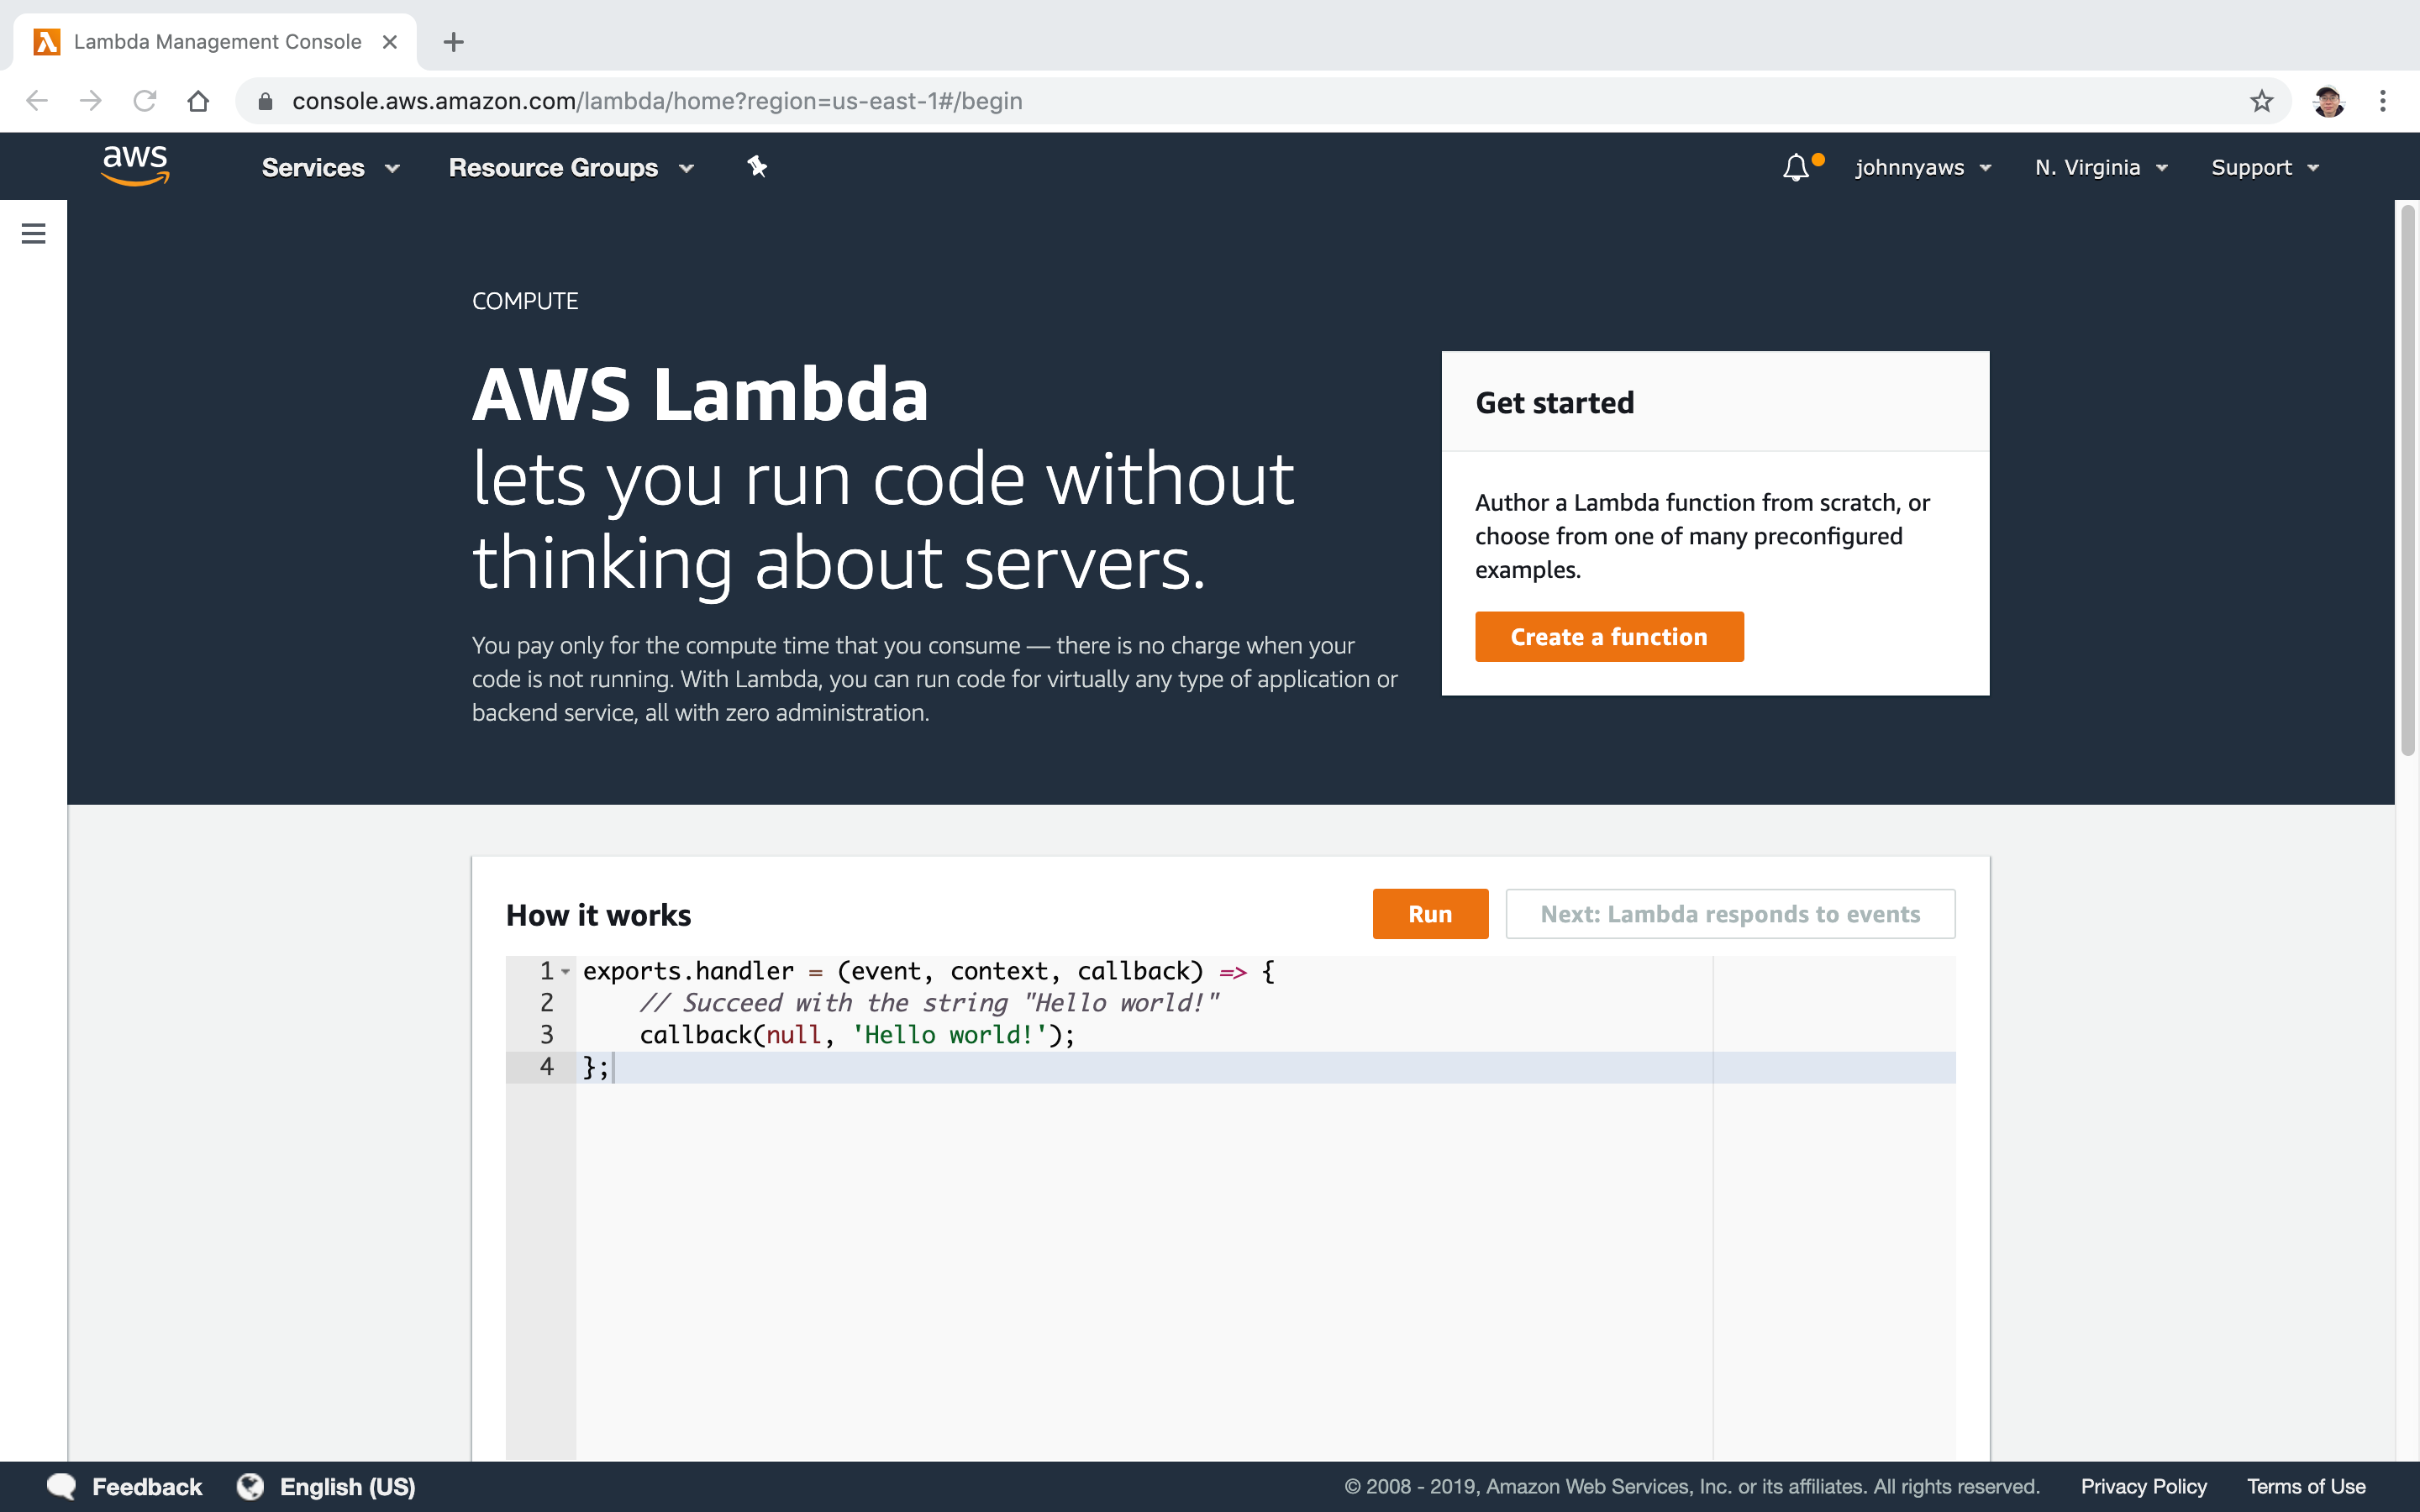 Lambda Management Console
console.aws.amazon.com/lambda/home?region=us-east-1#/begin
aws Services Resource Groups johnnyaws N. Virginia Support
COMPUTE
AWS Lambda
lets you run code without
thinking about servers.
You pay only for the compute time that you consume — there is no charge when your
code is not running. With Lambda, you can run code for virtually any type of application or
backend service, all with zero administration.
Get started
Author a Lambda function from scratch, or
choose from one of many preconfigured
examples.
Create a function
How it works
Run
Next: Lambda responds to events
1 exports.handler = (event, context, callback) => {
2 // Succeed with the string "Hello world!"
3 callback(null, 'Hello world!');
4 };
Feedback English (US) © 2008 - 2019, Amazon Web Services, Inc. or its affiliates. All rights reserved. Privacy Policy Terms of Use